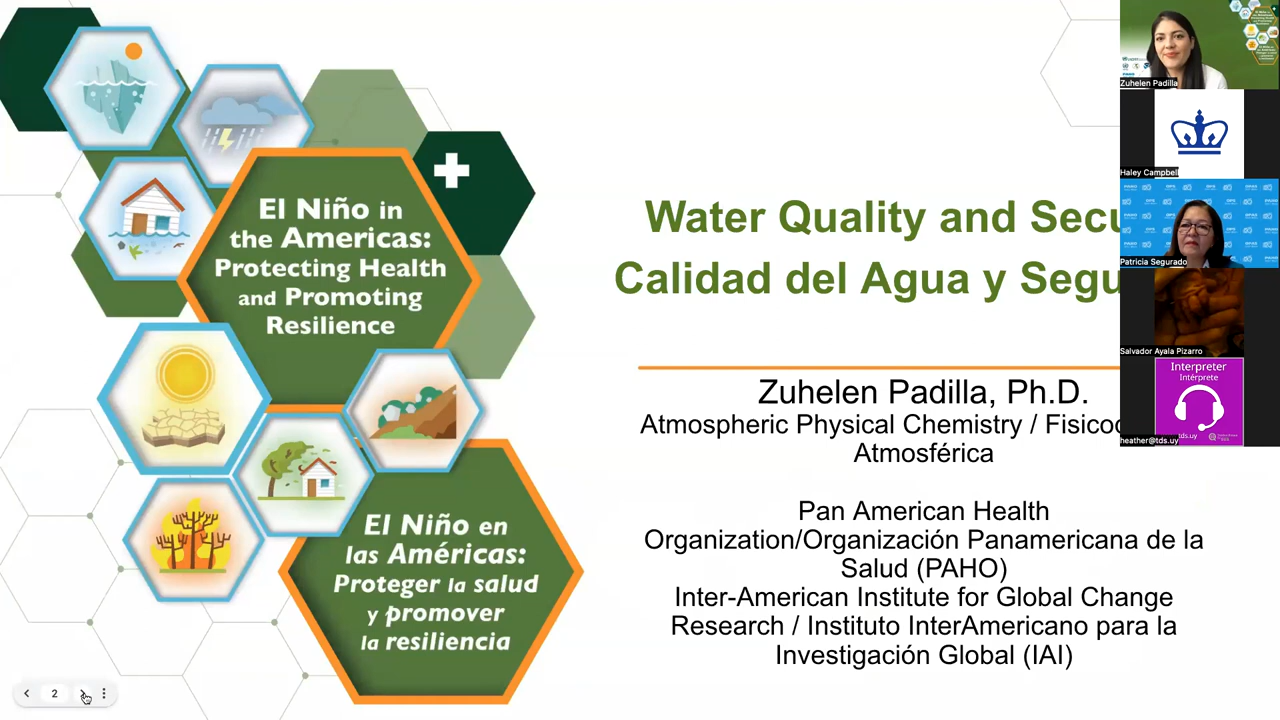 El Niño in
the Americas:
Protecting Health
and Promoting
Resilience
El Niño en
las Américas:
Proteger la salud
y promover
la resiliencia
Water Quality and Secu
Calidad del Agua y Segu
Zuhelen Padilla, Ph.D.
Atmospheric Physical Chemistry / Fisicoq
Atmosférica
Pan American Health
Organization/Organización Panamericana de la
Salud (PAHO)
Inter-American Institute for Global Change
Research / Instituto InterAmericano para la
Investigación Global (IAI)
Zuhelen Padilla
Haley Campbell
Patricia Segurado
Salvador Ayala Pizarro
Interpreter
Intérprete
tds.uy
heather@tds.uy
2